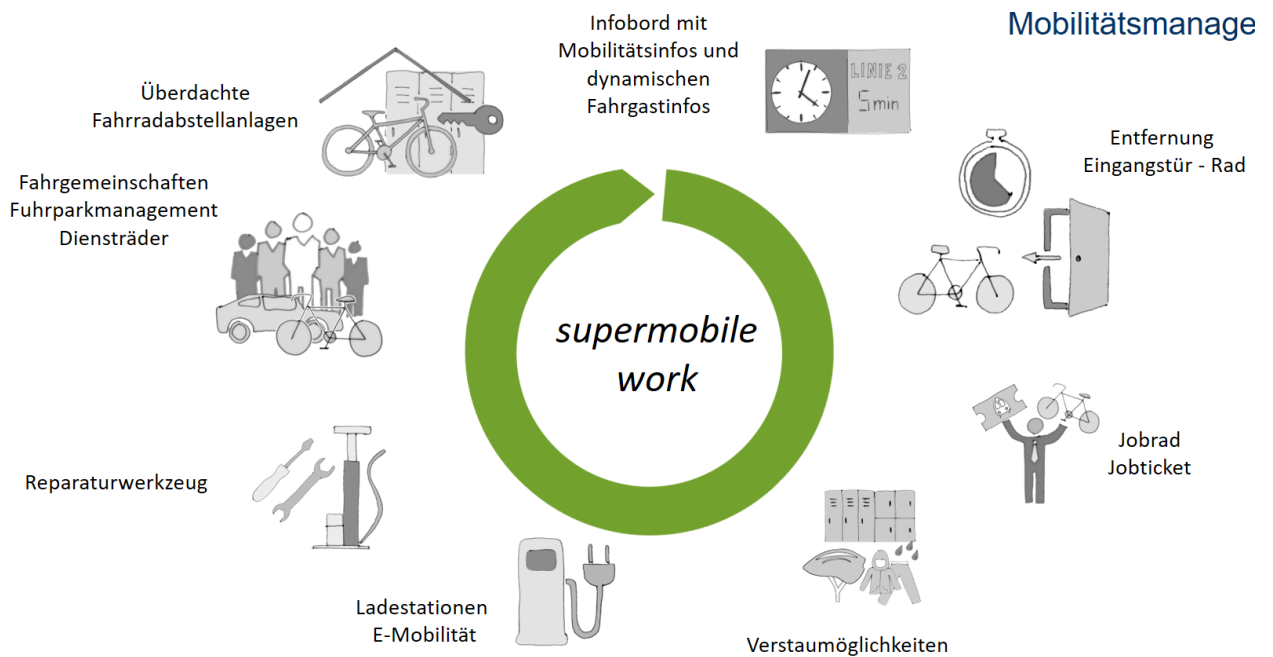 Mobilitätsmanage
Infobord mit
Mobilitätsinfos und
dynamischen
Fahrgastinfos
LINIE 2
5min
Entfernung
Eingangstür - Rad
Jobrad
Jobticket
Verstaumöglichkeiten
Ladestationen
E-Mobilität
Reparaturwerkzeug
Fahrgemeinschaften
Fuhrparkmanagement
Diensträder
Überdachte
Fahrradabstellanlagen
supermobile
work